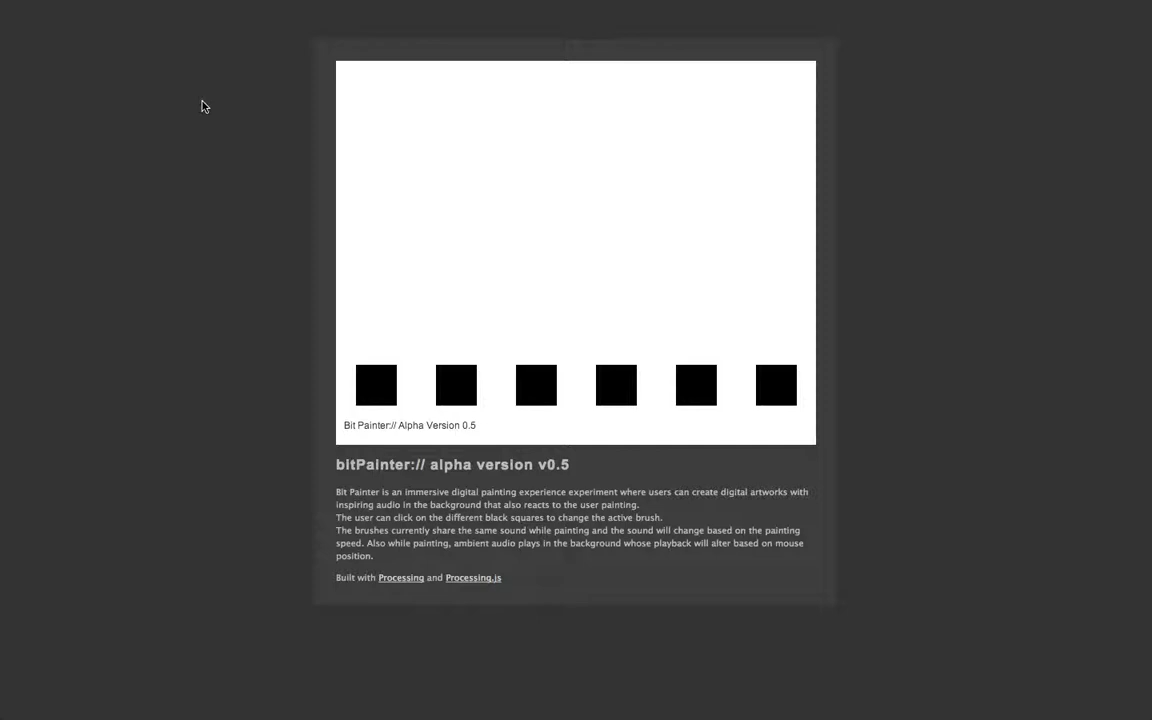 Bit Painter:// Alpha Version 0.5
bitPainter:// alpha version v0.5
Bit Painter is an immersive digital painting experience experiment where users can create digital artworks with
inspiring audio in the background that also reacts to the user painting.
The user can click on the different black squares to change the active brush.
The brushes currently share the same sound while painting and the sound will change based on the painting
speed. Also while painting, ambient audio plays in the background whose playback will alter based on mouse
position.
Built with Processing and Processing.js